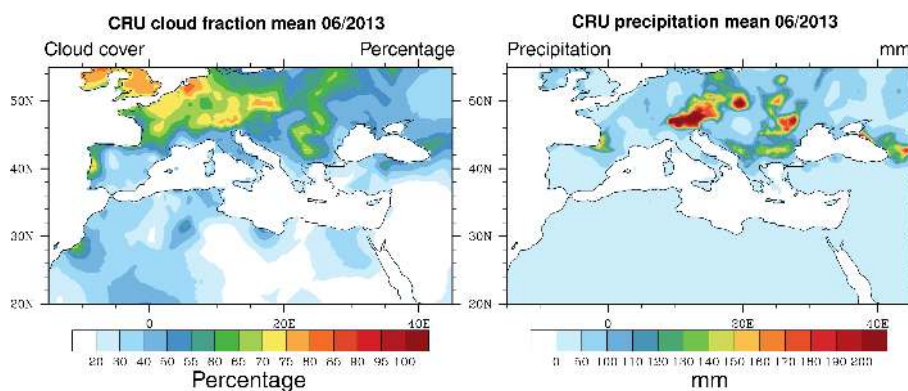 CRU cloud fraction mean 06/2013
Cloud cover Percentage
50N
40N
30N
20N
0 20E 40E
20 30 40 50 55 60 65 70 75 80 90 95 100
Percentage
CRU precipitation mean 06/2013
Precipitation mm
50N
40N
30N
20N
0 20E 40E
0 50 100 110 120 130 140 150 160 170 180 190 200
mm